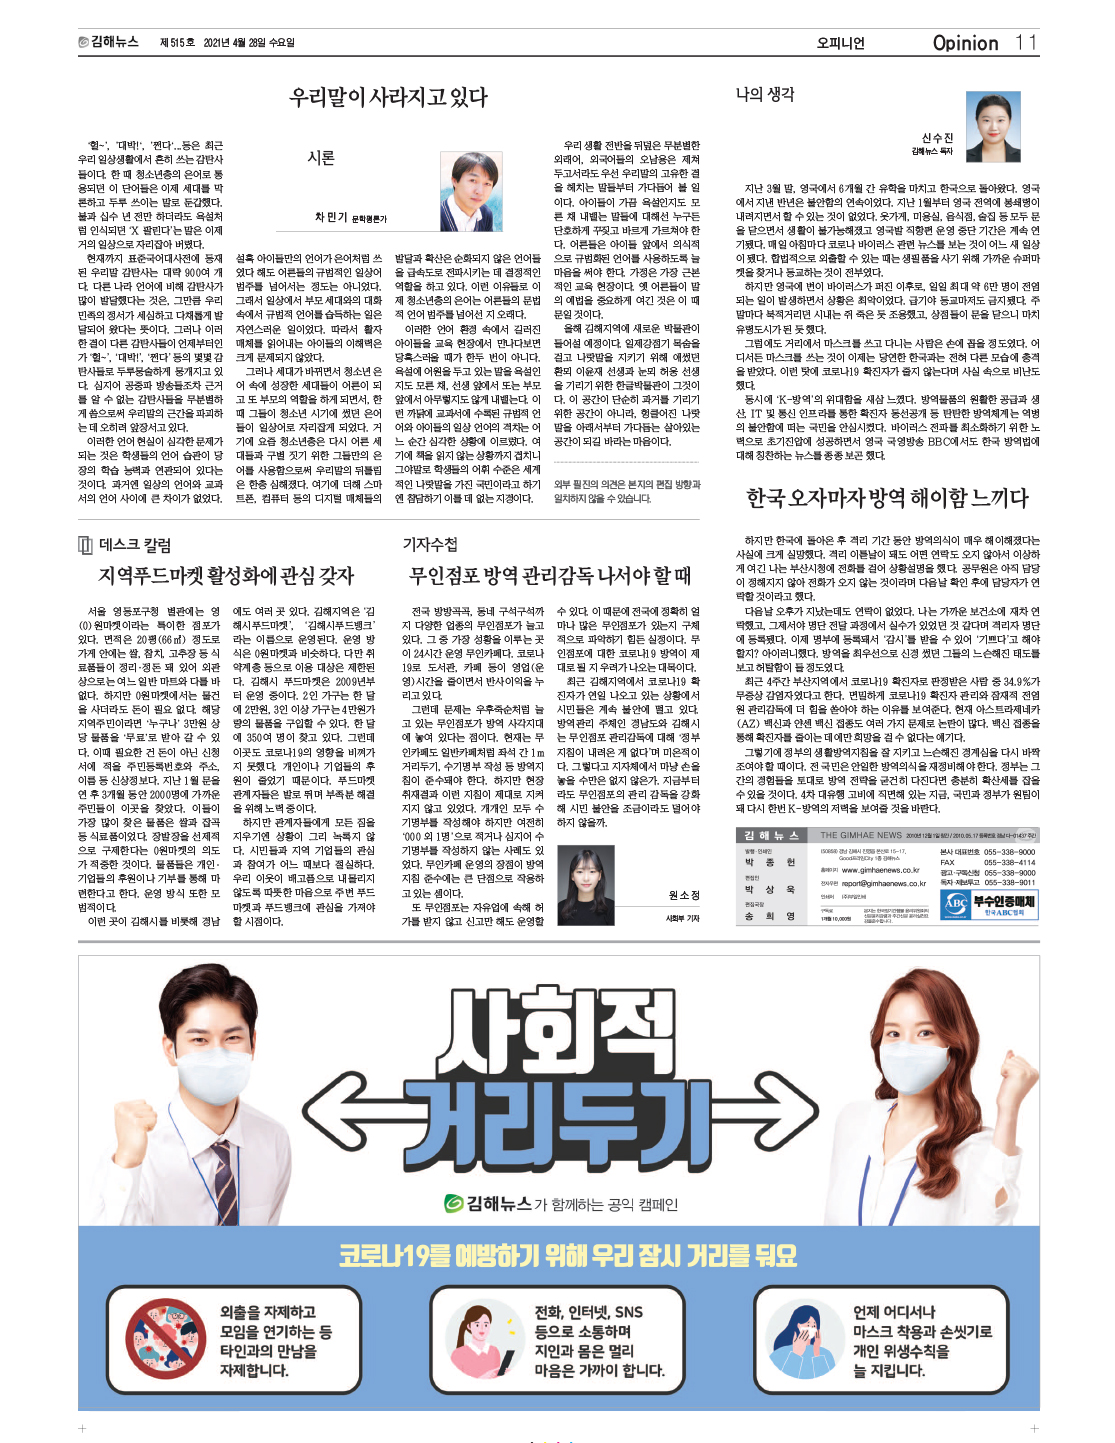 김해뉴스
제 515 호 2021년 4월 28일 수요일
오피니언
Opinion 11
우리말이 사라지고 있다
시론
차 민 기 문학평론가
‘헐~’, ‘대박!’, ‘쩐다’...등은 최근
우리 일상생활에서 흔히 쓰는 감탄사
들이다. 한 때 청소년층의 은어로 통
용되면 이 단어들은 이제 세대를 막
론하고 두루 쓰이는 말로 둔갑했다.
불과 십수 년 전만 하더라도 욕설처
럼 인식되던 ‘X 팔린다’는 말은 이제
거의 일상으로 자리잡아 버렸다.
현재까지 표준국어대사전에 등재
된 우리말 감탄사는 대략 900여 개
다. 다른 나라 언어에 비해 감탄사가
많이 발달했다는 것은, 그만큼 우리
민족의 정서가 세심하고 다채롭게 발
달되어 왔다는 뜻이다. 그러나 이러
한 결이 다른 감탄사들이 언제부터인
가 ‘헐~’, ‘대박!’, ‘쩐다’ 등의 몇몇 감
탄사들로 두루뭉술하게 뭉개지고 있
다. 심지어 공중파 방송들조차 근거
를 알 수 없는 감탄사들을 무분별하
게 씀으로써 우리말의 근간을 파괴하
는 데 오히려 앞장서고 있다.
이러한 언어 현실이 심각한 문제가
되는 것은 학생들의 언어 습관이 당
장의 학습 능력과 연관되어 있다는
것이다. 과거엔 일상의 언어와 교과
서의 언어 사이에 큰 차이가 없었다.
설혹 아이들만의 언어가 은어처럼 쓰
였다 해도 어른들의 규범적인 일상어
범주를 넘어서는 정도는 아니었다.
그래서 일상에서 부모 세대와의 대화
속에서 규범적 언어를 습득하는 일은
자연스러운 일이었다. 따라서 활자
매체를 읽어내는 아이들의 이해력은
크게 문제되지 않았다.
그러나 세대가 바뀌면서 청소년 은
어 속에 성장한 세대들이 어른이 되
고 또 부모의 역할을 하게 되면서, 한
때 그들이 청소년 시기에 썼던 은어
들이 일상어로 자리잡게 되었다. 거
기에 요즘 청소년층은 다시 어른 세
대들과 구별 짓기 위한 그들만의 은
어를 사용함으로써 우리말의 뒤틀림
은 한층 심해졌다. 여기에 더해 스마
트폰, 컴퓨터 등의 디지털 매체들의
발달과 확산은 순화되지 않은 언어들
을 급속도로 전파시키는 데 결정적인
역할을 하고 있다. 이런 이유들로 이
제 청소년층의 은어는 어른들의 문법
적 언어 범주를 넘어선 지 오래다.
이러한 언어 환경 속에서 길러진
아이들을 교육 현장에서 만나다보면
당혹스러울 때가 한두 번이 아니다.
욕설에 어원을 두고 있는 말을 욕설인
지도 모른 채, 선생 앞에서 또는 부모
앞에서 아무렇지도 않게 내뱉는다. 이
런 까닭에 교과서에 수록된 규범적 언
어와 아이들의 일상 언어의 격차는 어
느 순간 심각한 상황에 이르렀다. 여
기에 책을 읽지 않는 상황까지 겹치니
그야말로 학생들의 어휘 수준은 세계
적인 나랏말을 가진 국민이라고 하기
엔 참담하기 이를 데 없는 지경이다.
우리 생활 전반을 뒤덮은 무분별한
외래어, 외국어들의 오남용은 제쳐
두고서라도 우선 우리말의 고유한 결
을 헤치는 말들부터 가다듬어 볼 일
이다. 아이들이 가끔 욕설인지도 모
른 채 내뱉는 말들에 대해선 누구든
단호하게 꾸짖고 바르게 가르쳐야 한
다. 어른들은 아이들 앞에서 의식적
으로 규범화된 언어를 사용하도록 늘
마음을 써야 한다. 가정은 가장 근본
적인 교육 현장이다. 옛 어른들이 말
의 예법을 중요하게 여긴 것은 이 때
문일 것이다.
올해 김해지역에 새로운 박물관이
들어설 예정이다. 일제강점기 목숨을
걸고 나랏말을 지키기 위해 애썼던
환뫼 이윤재 선생과 눈뫼 허웅 선생
을 기리기 위한 한글박물관이 그것이
다. 이 공간이 단순히 과거를 기리기
위한 공간이 아니라, 헝클어진 나랏
말을 아래서부터 가다듬는 살아있는
공간이 되길 바라는 마음이다.
외부 필진의 의견은 본지의 편집 방향과
일치하지 않을 수 있습니다.
나의 생각
신수진
김해뉴스 독자
지난 3월 말, 영국에서 6개월 간 유학을 마치고 한국으로 돌아왔다. 영국
에서 지낸 반년은 불안함의 연속이었다. 지난 1월부터 영국 전역에 봉쇄령이
내려지면서 할 수 있는 것이 없었다. 옷가게, 미용실, 음식점, 술집 등 모두 문
을 닫으면서 생활이 불가능해졌고 영국발 직항편 운영 중단 기간은 계속 연
기됐다. 매일 아침마다 코로나 바이러스 관련 뉴스를 보는 것이 어느 새 일상
이 됐다. 합법적으로 외출할 수 있는 때는 생필품을 사기 위해 가까운 슈퍼마
켓을 찾거나 등교하는 것이 전부였다.
하지만 영국에 변이 바이러스가 퍼진 이후로, 일일 최대 약 6만 명이 전염
되는 일이 발생하면서 상황은 최악이었다. 급기야 등교마저도 금지됐다. 주
말마다 북적거리던 시내는 쥐 죽은 듯 조용했고, 상점들이 문을 닫으니 마치
유령도시가 된 듯 했다.
그럼에도 거리에서 마스크를 쓰고 다니는 사람은 손에 꼽을 정도였다. 어
디서든 마스크를 쓰는 것이 이제는 당연한 한국과는 전혀 다른 모습에 충격
을 받았다. 이런 탓에 코로나19 확진자가 줄지 않는다며 사실 속으로 비난도
했다.
동시에 ‘K-방역’의 위대함을 새삼 느꼈다. 방역물품의 원활한 공급과 생
산, IT 및 통신 인프라를 통한 확진자 동선공개 등 탄탄한 방역체계는 역병
의 불안함에 떠는 국민을 안심시켰다. 바이러스 전파를 최소화하기 위한 노
력으로 초기진압에 성공하면서 영국 국영방송 BBC에서도 한국 방역법에
대해 칭찬하는 뉴스를 종종 보곤 했다.
한국 오자마자 방역 해이함 느끼다
하지만 한국에 돌아온 후 격리 기간 동안 방역의식이 매우 해이해졌다는
사실에 크게 실망했다. 격리 이튿날이 돼도 어떤 연락도 오지 않아서 이상하
게 여긴 나는 부산시청에 전화를 걸어 상황설명을 했다. 공무원은 아직 담당
이 정해지지 않아 전화가 오지 않는 것이라며 다음날 확인 후에 담당자가 연
락할 것이라고 했다.
다음날 오후가 지났는데도 연락이 없었다. 나는 가까운 보건소에 재차 연
락했고, 그제서야 명단 전달 과정에서 실수가 있었던 것 같다며 격리자 명단
에 등록됐다. 이제 명부에 등록돼서 ‘감시’를 받을 수 있어 ‘기쁘다’고 해야
할지? 아이러니했다. 방역을 최우선으로 신경 썼던 그들의 느슨해진 태도를
보고 허탈함이 들 정도였다.
최근 4주간 부산지역에서 코로나19 확진자로 판정받은 사람 중 34.9%가
무증상 감염자였다고 한다. 면밀하게 코로나19 확진자 관리와 잠재적 전염
원 관리감독에 더 힘을 쏟아야 하는 이유를 보여준다. 현재 아스트라제네카
(AZ) 백신과 얀센 백신 접종도 여러 가지 문제로 논란이 많다. 백신 접종을
통해 확진자를 줄이는 데에만 희망을 걸 수 없다는 얘기다.
그렇기에 정부의 생활방역지침을 잘 지키고 느슨해진 경계심을 다시 바짝
조여야 할 때이다. 전 국민은 안일한 방역의식을 재정비해야 한다. 정부는 그
간의 경험들을 토대로 방역 전략을 굳건히 다진다면 충분히 확산세를 잡을
수 있을 것이다. 4차 대유행 고비에 직면해 있는 지금, 국민과 정부가 원팀이
돼 다시 한번 K-방역의 저력을 보여줄 것을 바란다.
데스크 칼럼
지역푸드마켓 활성화에 관심 갖자
서울 영등포구청 별관에는 영
(0)원마켓이라는 특이한 점포가
있다. 면적은 20평(66㎡) 정도로
가게 안에는 쌀, 참치, 고추장 등 식
료품들이 정리·정돈 돼 있어 외관
상으로는 여느 일반 마트와 다를 바
없다. 하지만 0원마켓에서는 물건
을 사더라도 돈이 필요 없다. 해당
지역주민이라면 ‘누구나’ 3만원 상
당 물품을 ‘무료’로 받아 갈 수 있
다. 이때 필요한 건 돈이 아닌 신청
서에 적을 주민등록번호와 주소,
이름 등 신상정보다. 지난 1월 문을
연 후 3개월 동안 2000명에 가까운
주민들이 이곳을 찾았다. 이들이
가장 많이 찾은 물품은 쌀과 잡곡
등 식료품이었다. 장발장을 선제적
으로 구제한다는 0원마켓의 의도
가 적중한 것이다. 물품들은 개인·
기업들의 후원이나 기부를 통해 마
련한다고 한다. 운영 방식 또한 모
범적이다.
이런 곳이 김해시를 비롯해 경남
에도 여러 곳 있다. 김해지역은 ‘김
해시푸드마켓’, ‘김해시푸드뱅크’
라는 이름으로 운영된다. 운영 방
식은 0원마켓과 비슷하다. 다만 취
약계층 등으로 이용 대상은 제한된
다. 김해시 푸드마켓은 2009년부
터 운영 중이다. 2인 가구는 한 달
에 2만원, 3인 이상 가구는 4만원가
량의 물품을 구입할 수 있다. 한 달
에 350여 명이 찾고 있다. 그런데
이곳도 코로나19의 영향을 비껴가
지 못했다. 개인이나 기업들의 후
원이 줄었기 때문이다. 푸드마켓
관계자들은 발로 뛰며 부족분 해결
을 위해 노력 중이다.
하지만 관계자들에게 모든 짐을
지우기엔 상황이 그리 녹록지 않
다. 시민들과 지역 기업들의 관심
과 참여가 어느 때보다 절실하다.
우리 이웃이 배고픔으로 내몰리지
않도록 따뜻한 마음으로 주변 푸드
마켓과 푸드뱅크에 관심을 가져야
할 시점이다.
기자수첩
무인점포 방역 관리감독 나서야 할 때
전국 방방곡곡, 동네 구석구석까
지 다양한 업종의 무인점포가 늘고
있다. 그 중 가장 성황을 이루는 곳
이 24시간 운영 무인카페다. 코로나
19로 도서관, 카페 등이 영업(운
영)시간을 줄이면서 반사이익을 누
리고 있다.
그런데 문제는 우후죽순처럼 늘
고 있는 무인점포가 방역 사각지대
에 놓여 있다는 점이다. 현재는 무
인카페도 일반카페처럼 좌석 간 1m
거리두기, 수기명부 작성 등 방역지
침이 준수돼야 한다. 하지만 현장
취재결과 이런 지침이 제대로 지켜
지지 않고 있었다. 개개인 모두 수
기명부를 작성해야 하지만 여전히
‘000 외 1명’으로 적거나 심지어 수
기명부를 작성하지 않는 사례도 있
었다. 무인카페 운영의 장점이 방역
지침 준수에는 큰 단점으로 작용하
고 있는 셈이다.
또 무인점포는 자유업에 속해 허
가를 받지 않고 신고만 해도 운영할
수 있다. 이 때문에 전국에 정확히 얼
마나 많은 무인점포가 있는지 구체
적으로 파악하기 힘든 실정이다. 무
인점포에 대한 코로나19 방역이 제
대로 될 지 우려가 나오는 대목이다.
최근 김해지역에서 코로나19 확
진자가 연일 나오고 있는 상황에서
시민들은 계속 불안에 떨고 있다.
방역관리 주체인 경남도와 김해시
는 무인점포 관리감독에 대해 ‘정부
지침이 내려온 게 없다’며 미온적이
다. 그렇다고 지자체에서 마냥 손을
놓을 수만은 없지 않은가. 지금부터
라도 무인점포의 관리 감독을 강화
해 시민 불안을 조금이라도 덜어야
하지 않을까.
원 소 정
사회부 기자
김 해 뉴 스 THE GIMHAE NEWS 2010년 12월 1일 창간 / 2010. 05. 17 등록번호 경남 다-01437 주간
발행·인쇄인
박 종 헌
편집인
박 상 욱
편집국장
송 희 영
홈페이지 www.gimhaenews.co.kr
전자우편 report@gimhaenews.co.kr
구독료
1개월 10,000원
본사 대표번호 055-338-9000
FAX 055-338-4114
광고·구독신청 055-338-9000
독자·제보투고 055-338-9011
ABC 부수인증매체
한국ABC협회
사회적
거리두기
김해뉴스가 함께하는 공익 캠페인
코로나19를 예방하기 위해 우리 잠시 거리를 둬요
외출을 자제하고
모임을 연기하는 등
타인과의 만남을
자제합니다.
전화, 인터넷, SNS
등으로 소통하며
지인과 몸은 멀리
마음은 가까이 합니다.
언제 어디서나
마스크 착용과 손씻기로
개인 위생수칙을
늘 지킵니다.